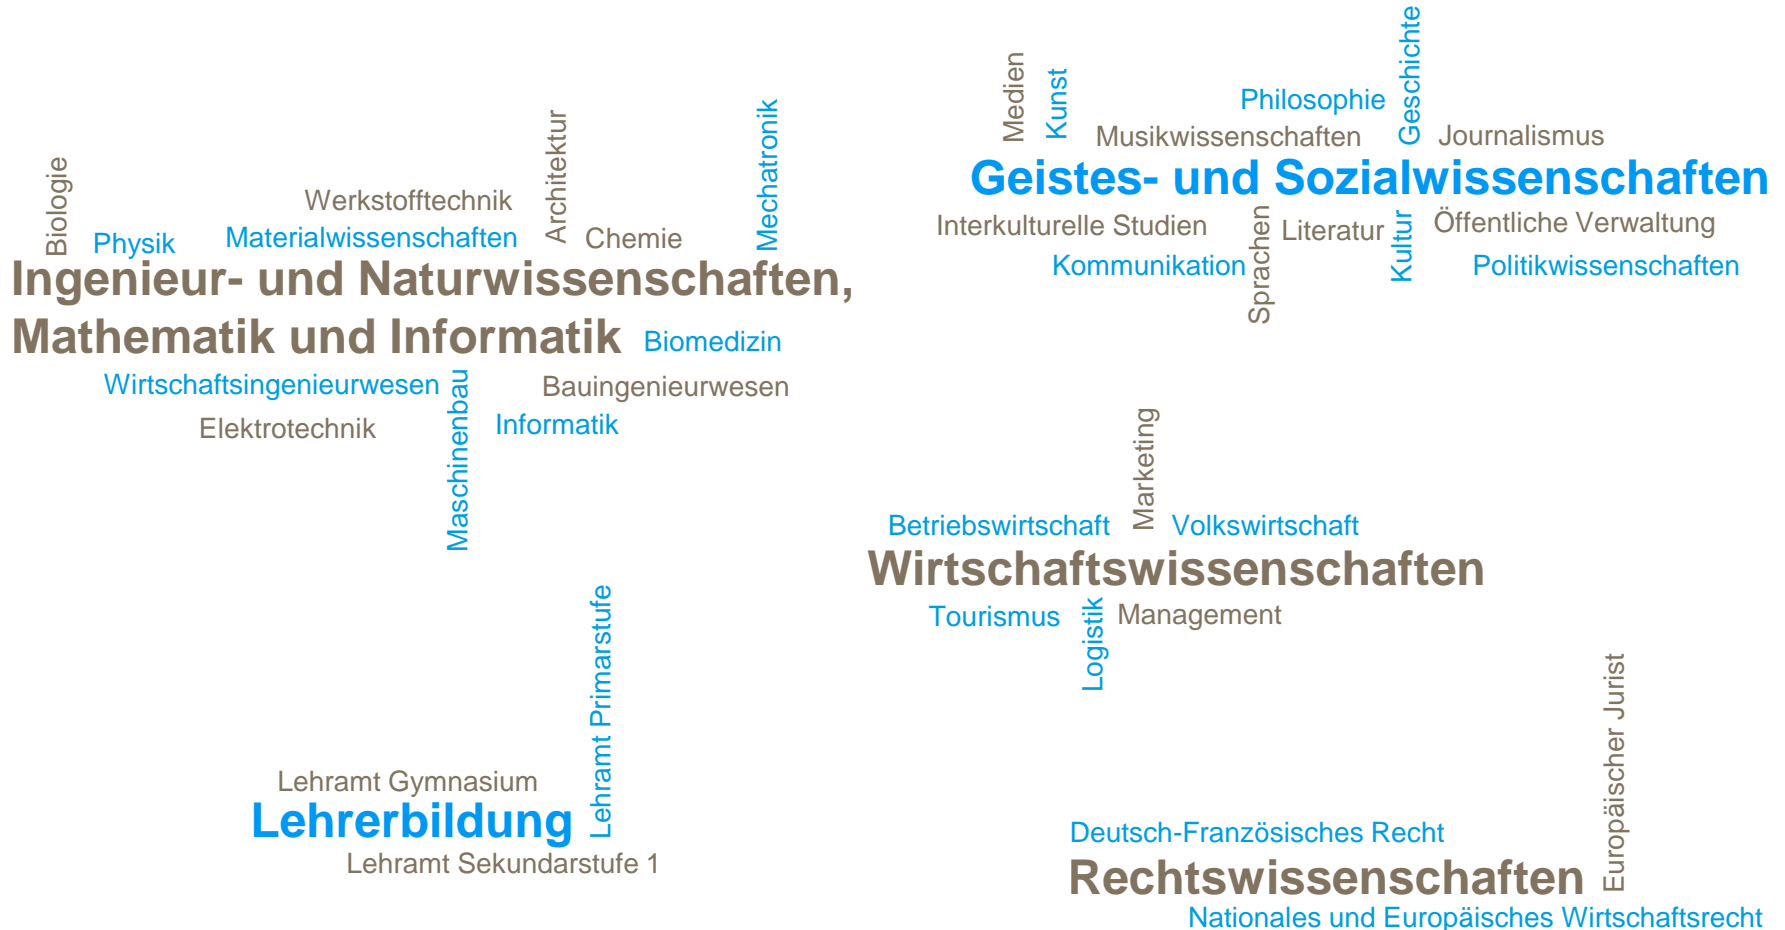 Biologie
Physik
Werkstofftechnik
Materialwissenschaften
Architektur
Chemie
Mechatronik
Ingenieur- und Naturwissenschaften,
Mathematik und Informatik
Biomedizin
Wirtschaftsingenieurwesen
Maschinenbau
Bauingenieurwesen
Elektrotechnik
Informatik
Medien
Kunst
Philosophie
Geschichte
Musikwissenschaften
Journalismus
Geistes- und Sozialwissenschaften
Interkulturelle Studien
Sprachen
Literatur
Kultur
Öffentliche Verwaltung
Kommunikation
Politikwissenschaften
Marketing
Betriebswirtschaft
Volkswirtschaft
Wirtschaftswissenschaften
Tourismus
Logistik
Management
Lehramt Primarstufe
Lehramt Gymnasium
Lehrerbildung
Lehramt Sekundarstufe 1
Europäischer Jurist
Deutsch-Französisches Recht
Rechtswissenschaften
Nationales und Europäisches Wirtschaftsrecht